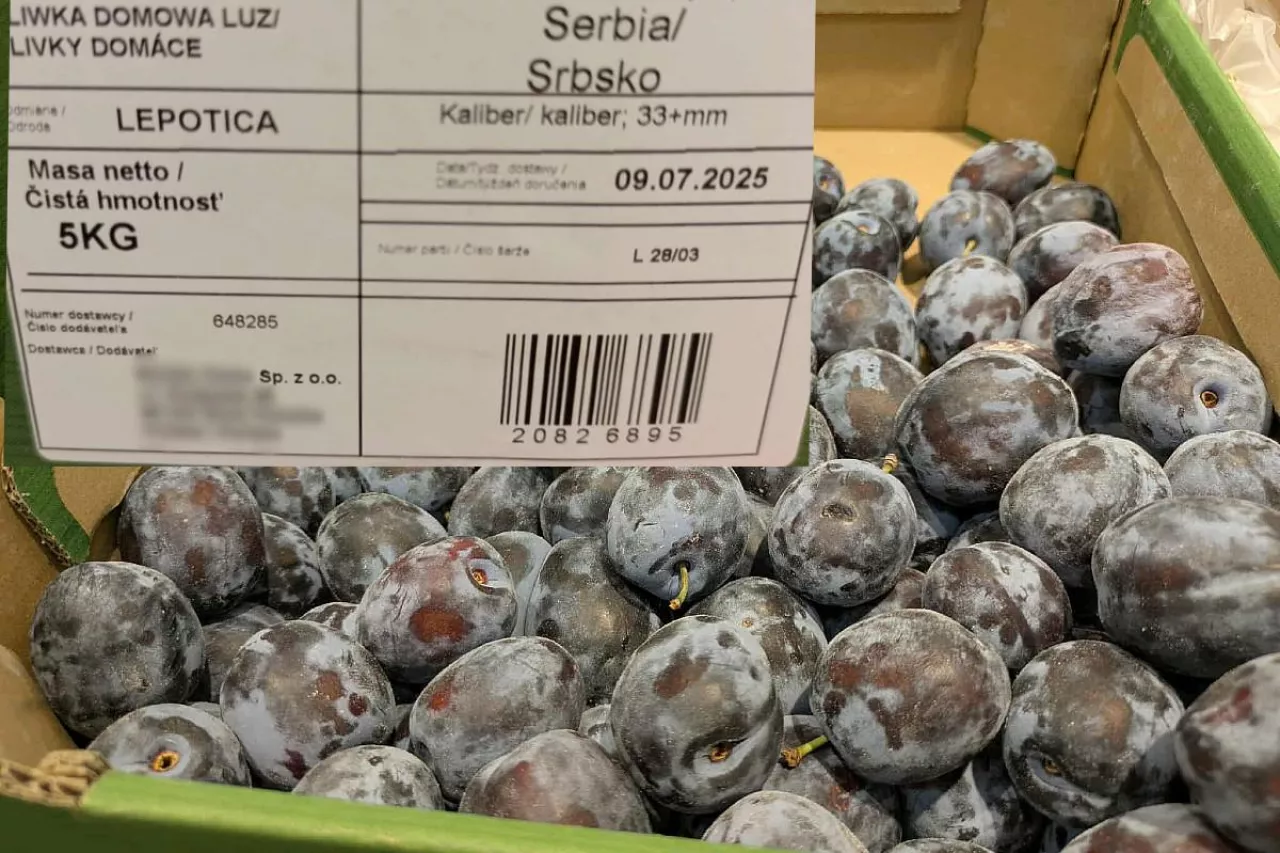 LIWKA DOMOWA LUZ/
LIVKY DOMÁCE
Serbia/
Srbsko
odmiana /
Odroda
LEPOTICA
Kaliber/ kaliber; 33+mm
Masa netto /
Čistá hmotnosť
5KG
Data/Tydz. dostawy /
Dátum/týždeň doručenia
09.07.2025
Numer partii / Číslo šarže
L 28/03
Numer dostawcy /
Číslo dodávateľa
648285
Dostawca / Dodávateľ
Sp. z o.o.
2082 6895